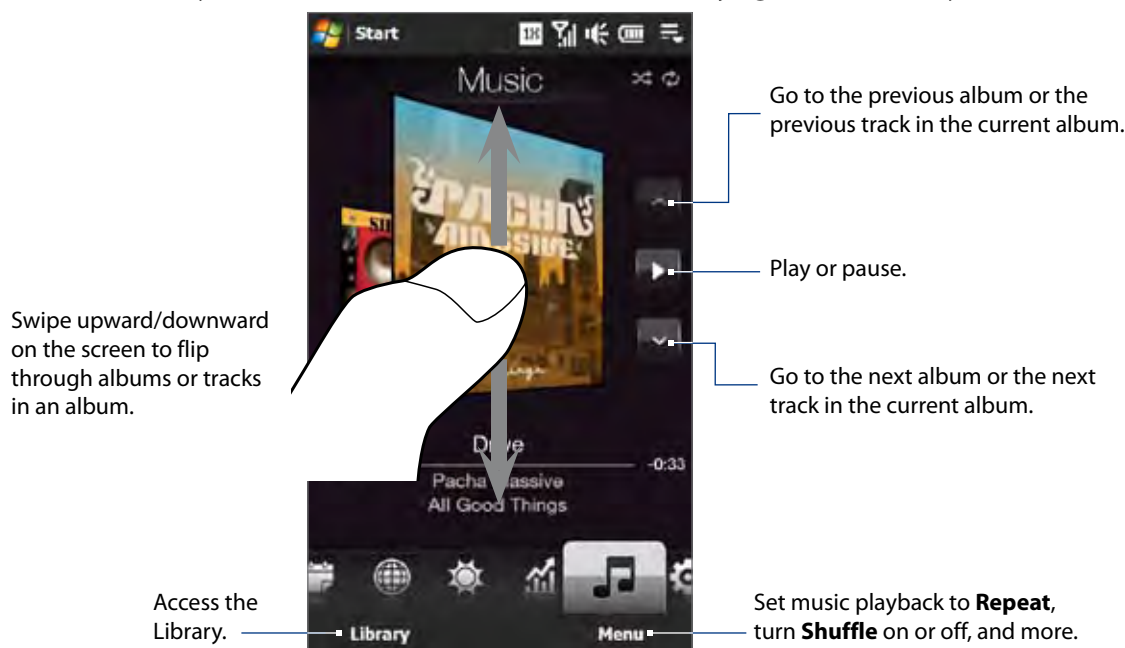 Start
1X
Music
Go to the previous album or the
previous track in the current album.
PACHA
MASSIVE
Play or pause.
Swipe upward/downward
on the screen to flip
through albums or tracks
in an album.
Go to the next album or the next
track in the current album.
-0:33
Pacha Massive
All Good Things
Access the
Library.
Library
Menu
Set music playback to Repeat,
turn Shuffle on or off, and more.